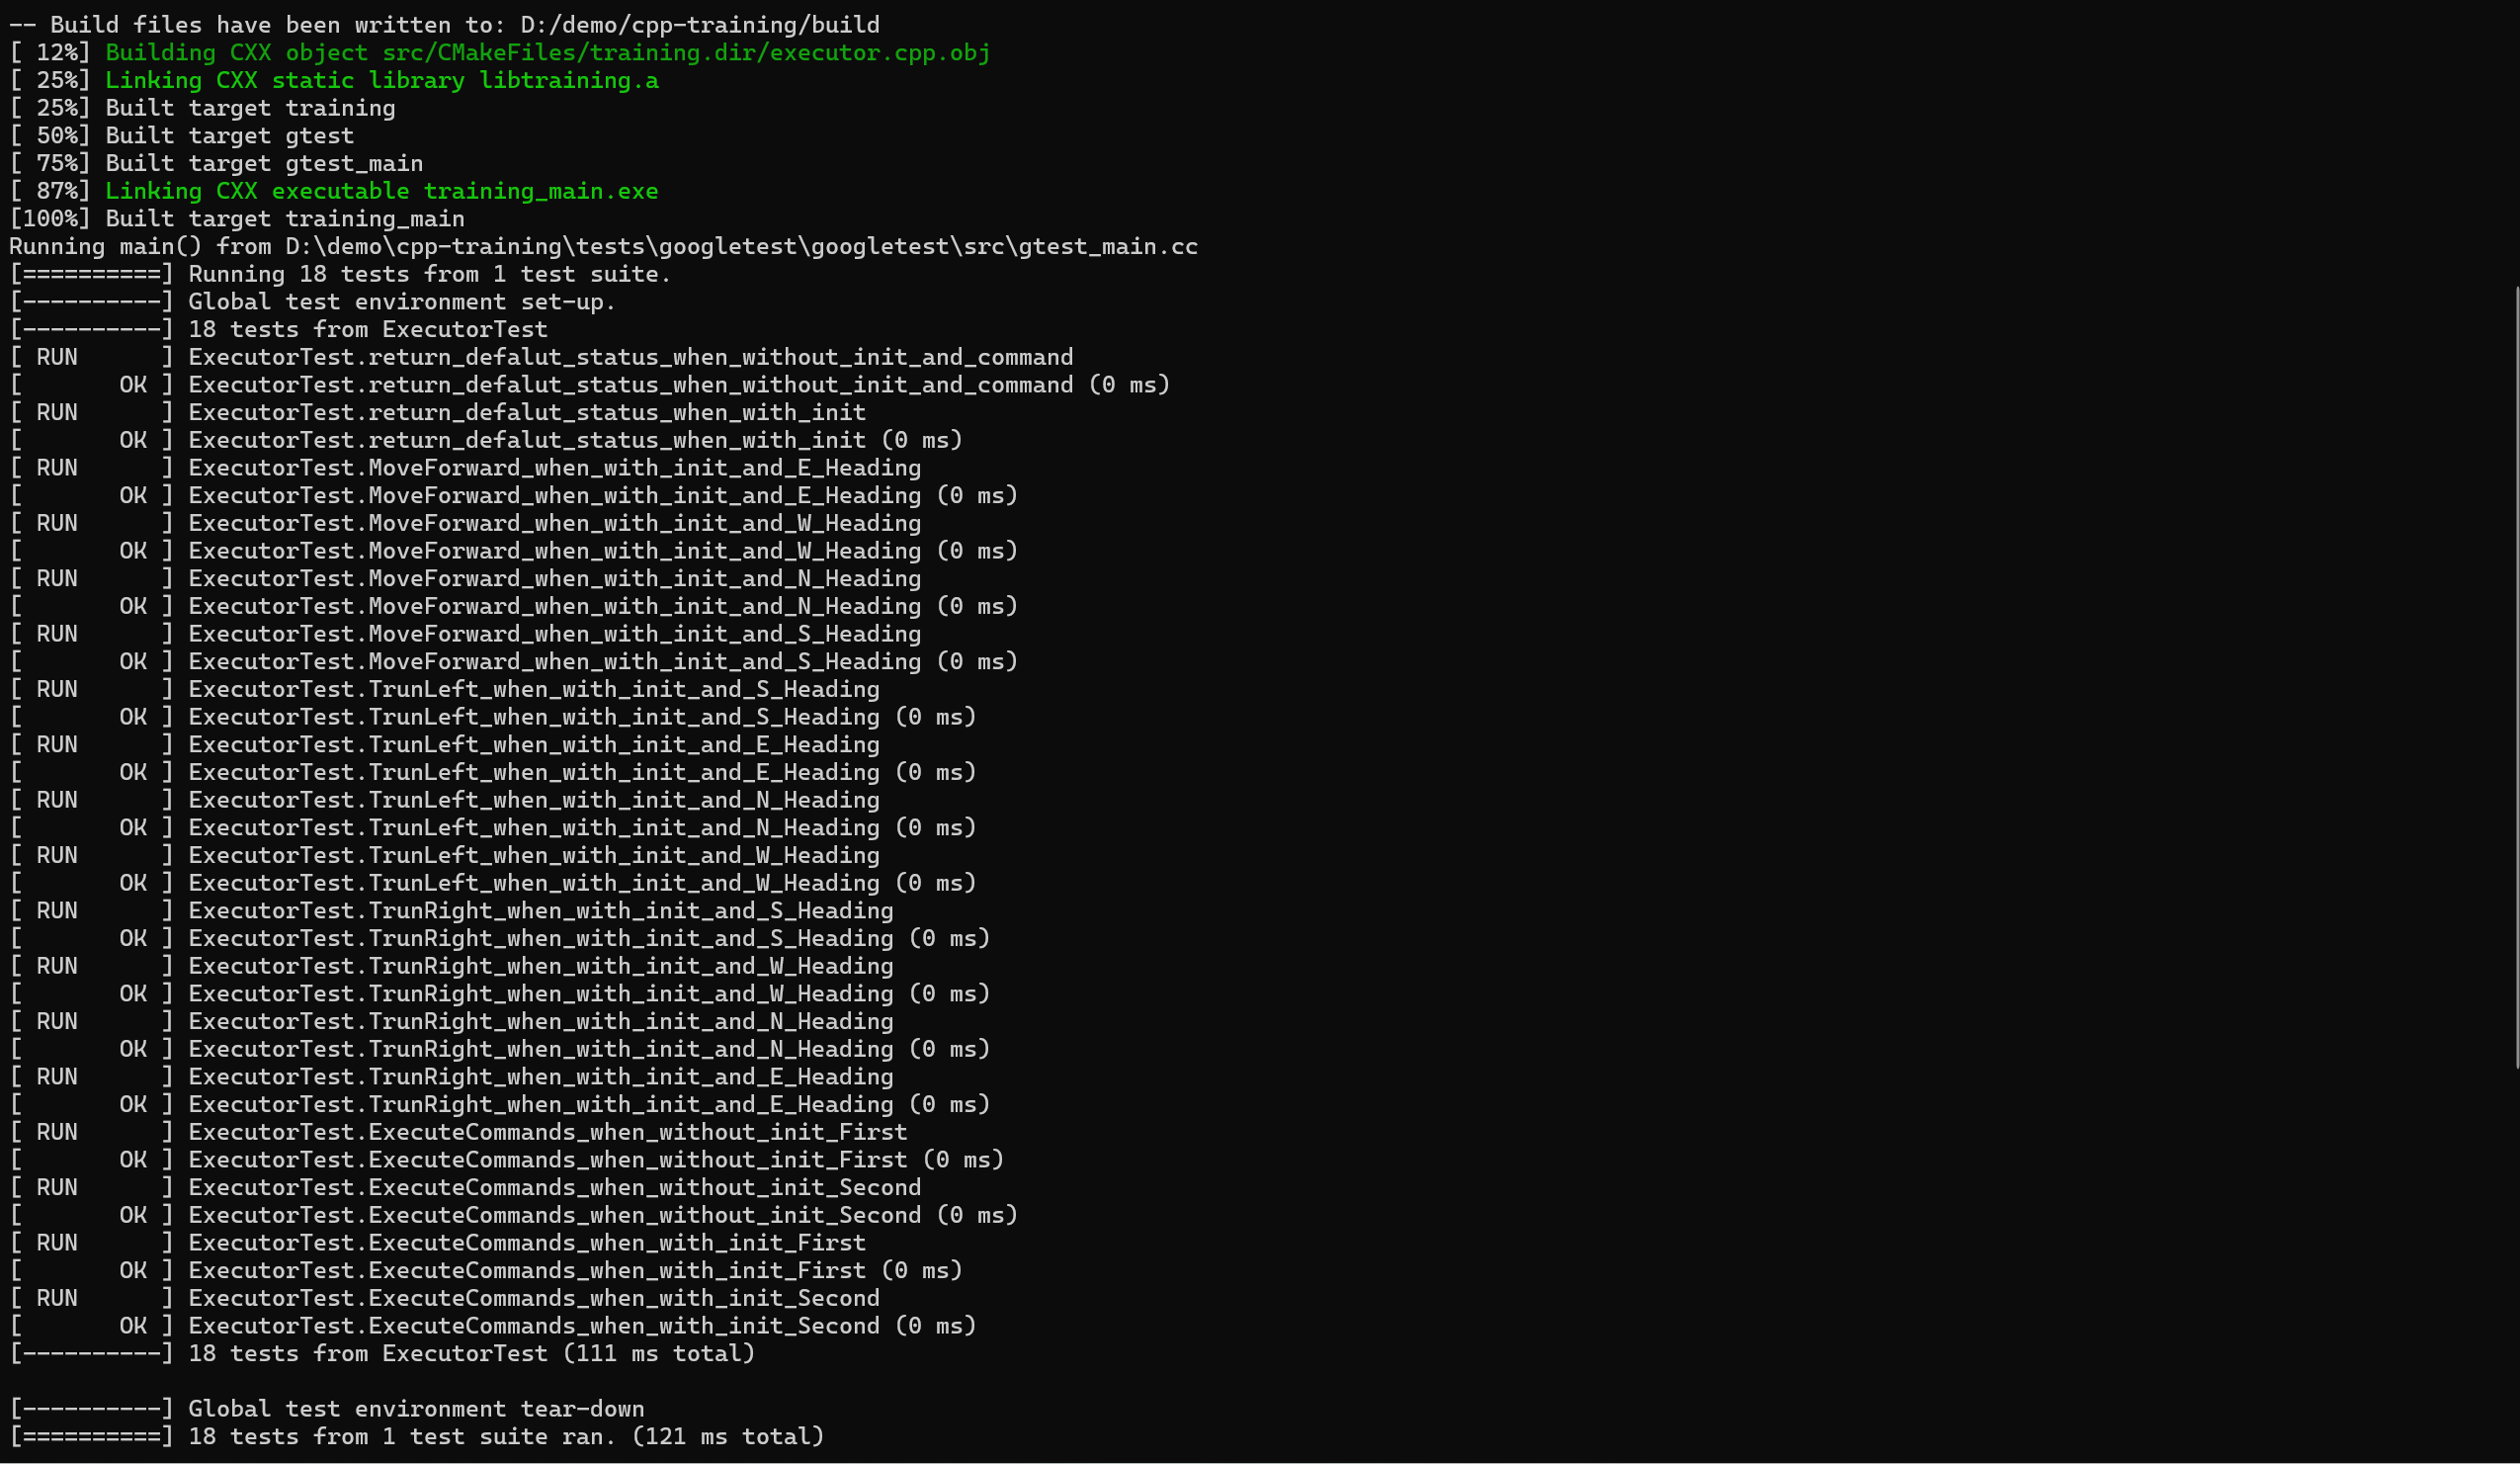 -- Build files have been written to: D:/demo/cpp-training/build
[ 12%] Building CXX object src/CMakeFiles/training.dir/executor.cpp.obj
[ 25%] Linking CXX static library libtraining.a
[ 25%] Built target training
[ 50%] Built target gtest
[ 75%] Built target gtest_main
[ 87%] Linking CXX executable training_main.exe
[100%] Built target training_main
Running main() from D:\demo\cpp-training\tests\googletest\googletest\src\gtest_main.cc
[==========] Running 18 tests from 1 test suite.
[----------] Global test environment set-up.
[----------] 18 tests from ExecutorTest
[ RUN      ] ExecutorTest.return_defalut_status_when_without_init_and_command
[       OK ] ExecutorTest.return_defalut_status_when_without_init_and_command (0 ms)
[ RUN      ] ExecutorTest.return_defalut_status_when_with_init
[       OK ] ExecutorTest.return_defalut_status_when_with_init (0 ms)
[ RUN      ] ExecutorTest.MoveForward_when_with_init_and_E_Heading
[       OK ] ExecutorTest.MoveForward_when_with_init_and_E_Heading (0 ms)
[ RUN      ] ExecutorTest.MoveForward_when_with_init_and_W_Heading
[       OK ] ExecutorTest.MoveForward_when_with_init_and_W_Heading (0 ms)
[ RUN      ] ExecutorTest.MoveForward_when_with_init_and_N_Heading
[       OK ] ExecutorTest.MoveForward_when_with_init_and_N_Heading (0 ms)
[ RUN      ] ExecutorTest.MoveForward_when_with_init_and_S_Heading
[       OK ] ExecutorTest.MoveForward_when_with_init_and_S_Heading (0 ms)
[ RUN      ] ExecutorTest.TrunLeft_when_with_init_and_S_Heading
[       OK ] ExecutorTest.TrunLeft_when_with_init_and_S_Heading (0 ms)
[ RUN      ] ExecutorTest.TrunLeft_when_with_init_and_E_Heading
[       OK ] ExecutorTest.TrunLeft_when_with_init_and_E_Heading (0 ms)
[ RUN      ] ExecutorTest.TrunLeft_when_with_init_and_N_Heading
[       OK ] ExecutorTest.TrunLeft_when_with_init_and_N_Heading (0 ms)
[ RUN      ] ExecutorTest.TrunLeft_when_with_init_and_W_Heading
[       OK ] ExecutorTest.TrunLeft_when_with_init_and_W_Heading (0 ms)
[ RUN      ] ExecutorTest.TrunRight_when_with_init_and_S_Heading
[       OK ] ExecutorTest.TrunRight_when_with_init_and_S_Heading (0 ms)
[ RUN      ] ExecutorTest.TrunRight_when_with_init_and_W_Heading
[       OK ] ExecutorTest.TrunRight_when_with_init_and_W_Heading (0 ms)
[ RUN      ] ExecutorTest.TrunRight_when_with_init_and_N_Heading
[       OK ] ExecutorTest.TrunRight_when_with_init_and_N_Heading (0 ms)
[ RUN      ] ExecutorTest.TrunRight_when_with_init_and_E_Heading
[       OK ] ExecutorTest.TrunRight_when_with_init_and_E_Heading (0 ms)
[ RUN      ] ExecutorTest.ExecuteCommands_when_without_init_First
[       OK ] ExecutorTest.ExecuteCommands_when_without_init_First (0 ms)
[ RUN      ] ExecutorTest.ExecuteCommands_when_without_init_Second
[       OK ] ExecutorTest.ExecuteCommands_when_without_init_Second (0 ms)
[ RUN      ] ExecutorTest.ExecuteCommands_when_with_init_First
[       OK ] ExecutorTest.ExecuteCommands_when_with_init_First (0 ms)
[ RUN      ] ExecutorTest.ExecuteCommands_when_with_init_Second
[       OK ] ExecutorTest.ExecuteCommands_when_with_init_Second (0 ms)
[----------] 18 tests from ExecutorTest (111 ms total)

[----------] Global test environment tear-down
[==========] 18 tests from 1 test suite ran. (121 ms total)